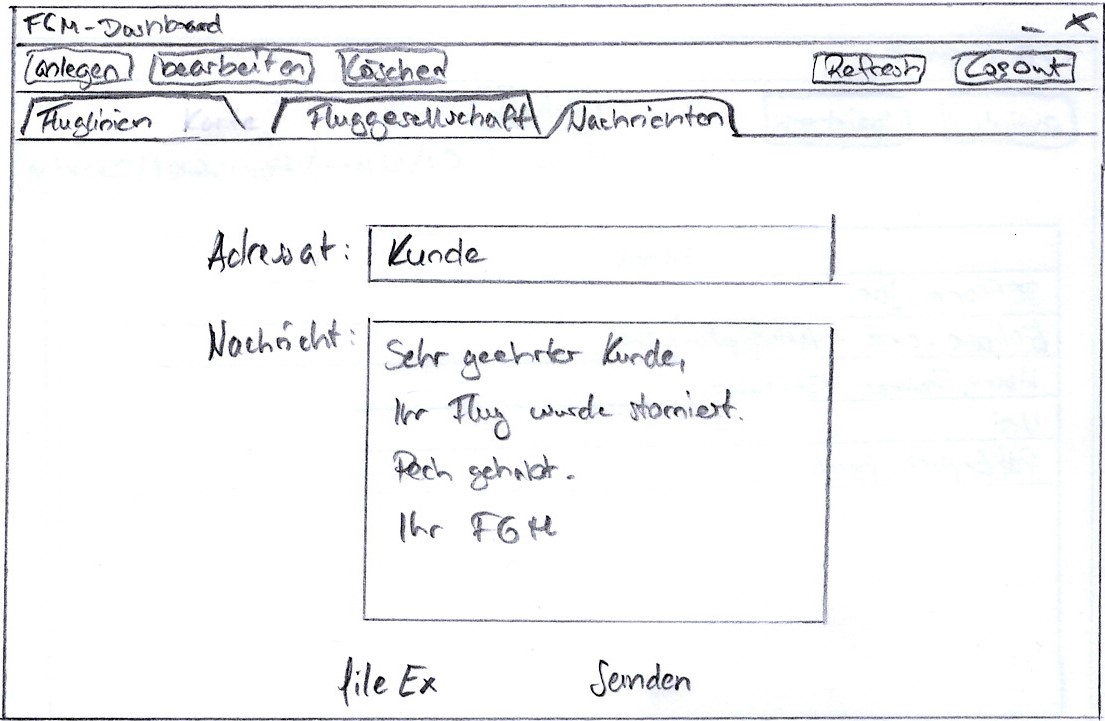 FCM-Dashboard
anlegen bearbeiten Löschen Refresh Logout
Fluglinien Fluggesellschaft Nachrichten
Adressat: Kunde
Nachricht:
Sehr geehrter Kunde,
Ihr Flug wurde storniert.
Pech gehabt.
Ihr FGM
file Ex Senden